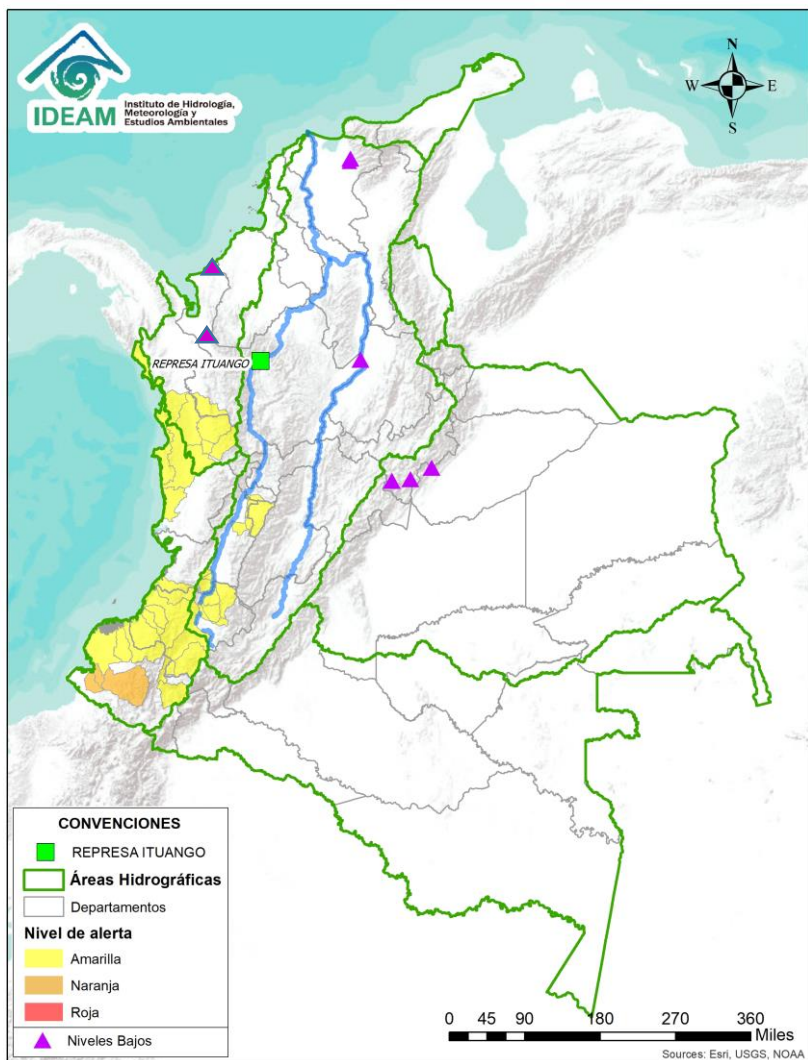 IDEAM
Instituto de Hidrología,
Meteorología y
Estudios Ambientales
N
W
E
S
REPRESA ITUANGO
CONVENCIONES
REPRESA ITUANGO
Áreas Hidrográficas
Departamentos
Nivel de alerta
Amarilla
Naranja
Roja
Niveles Bajos
0 45 90 180 270 360
Miles
Sources: Esri, USGS, NOAA